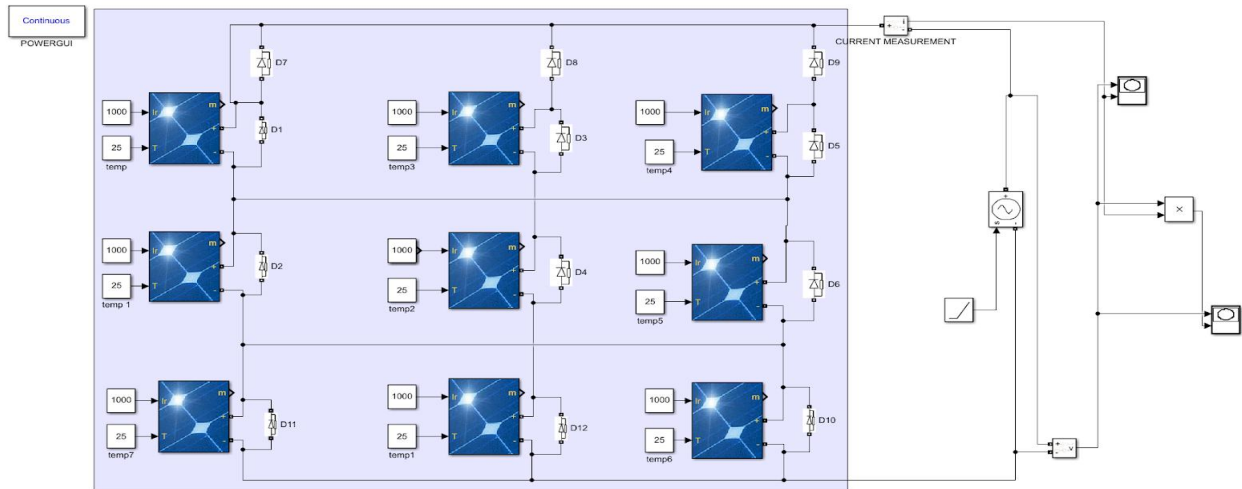 Continuous
POWERGUI
+ i
-
CURRENT MEASUREMENT
D7
D8
D9
1000
Ir
m
+
T
-
25
temp
D1
1000
Ir
m
+
T
-
25
temp3
D3
1000
Ir
m
+
T
-
25
temp4
D5
1000
Ir
m
+
T
-
25
temp 1
D2
1000
Ir
m
+
T
-
25
temp2
D4
1000
Ir
m
+
T
-
25
temp5
D6
+
s
-
×
1000
Ir
m
+
T
-
25
temp7
D11
1000
Ir
m
+
T
-
25
temp1
D12
1000
Ir
m
+
T
-
25
temp6
D10
+
- v